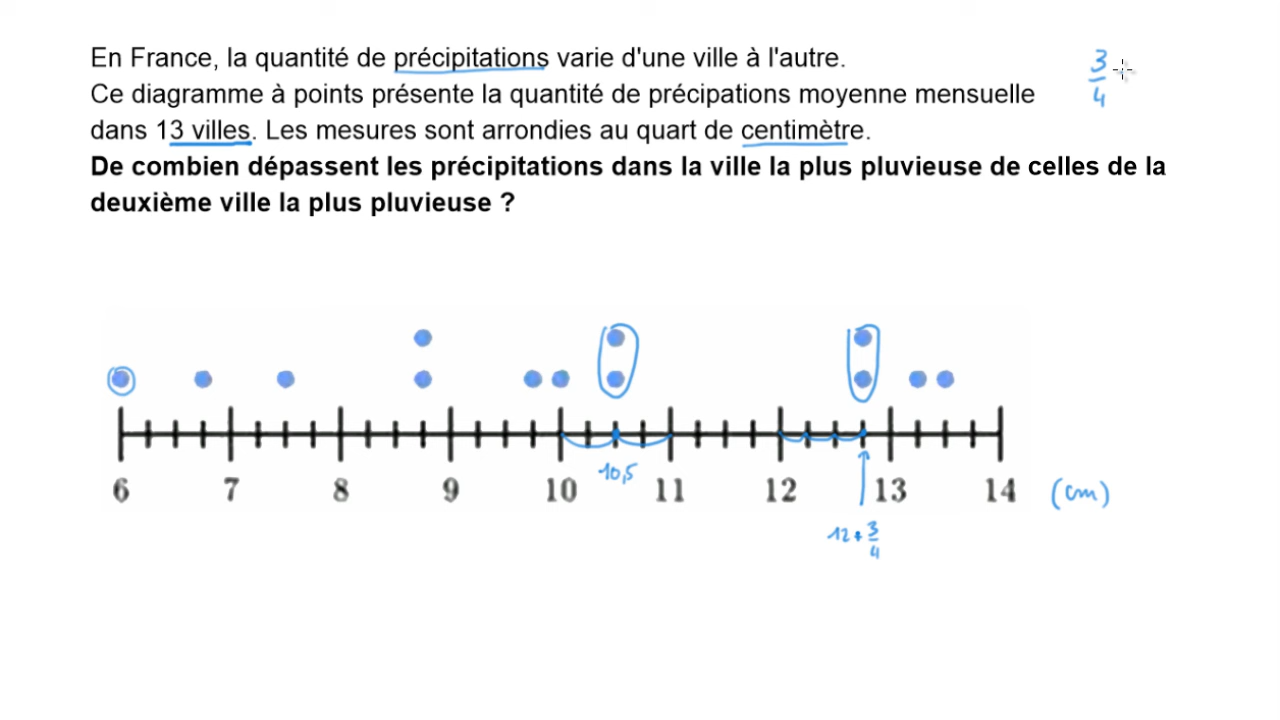 En France, la quantité de précipitations varie d'une ville à l'autre.
Ce diagramme à points présente la quantité de précipations moyenne mensuelle
dans 13 villes. Les mesures sont arrondies au quart de centimètre.
De combien dépassent les précipitations dans la ville la plus pluvieuse de celles de la
deuxième ville la plus pluvieuse ?
3/4
10,5
6 7 8 9 10 11 12 13 14 (cm)
12 + 3/4